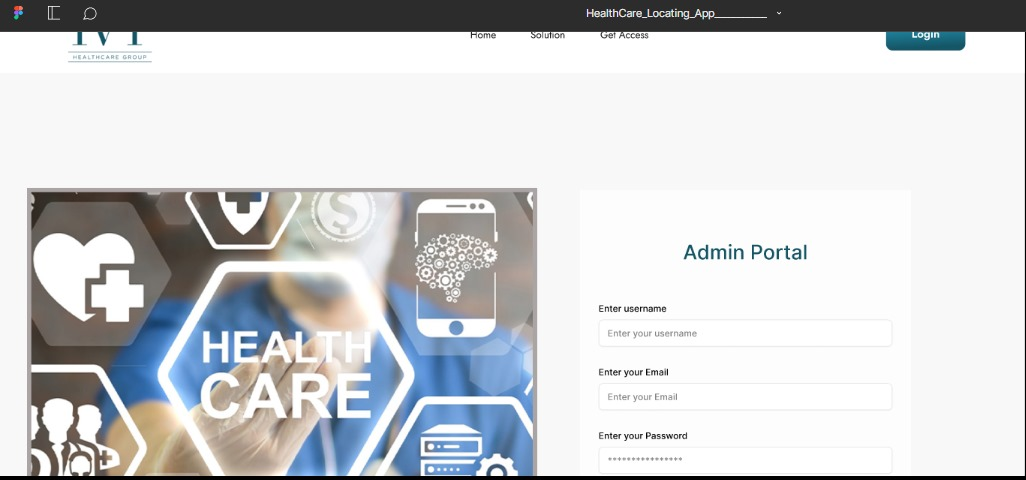 HealthCare_Locating_App__________
HEALTHCARE GROUP
Home Solution Get Access Login
HEALTH
CARE
Admin Portal
Enter username
Enter your username
Enter your Email
Enter your Email
Enter your Password
****************